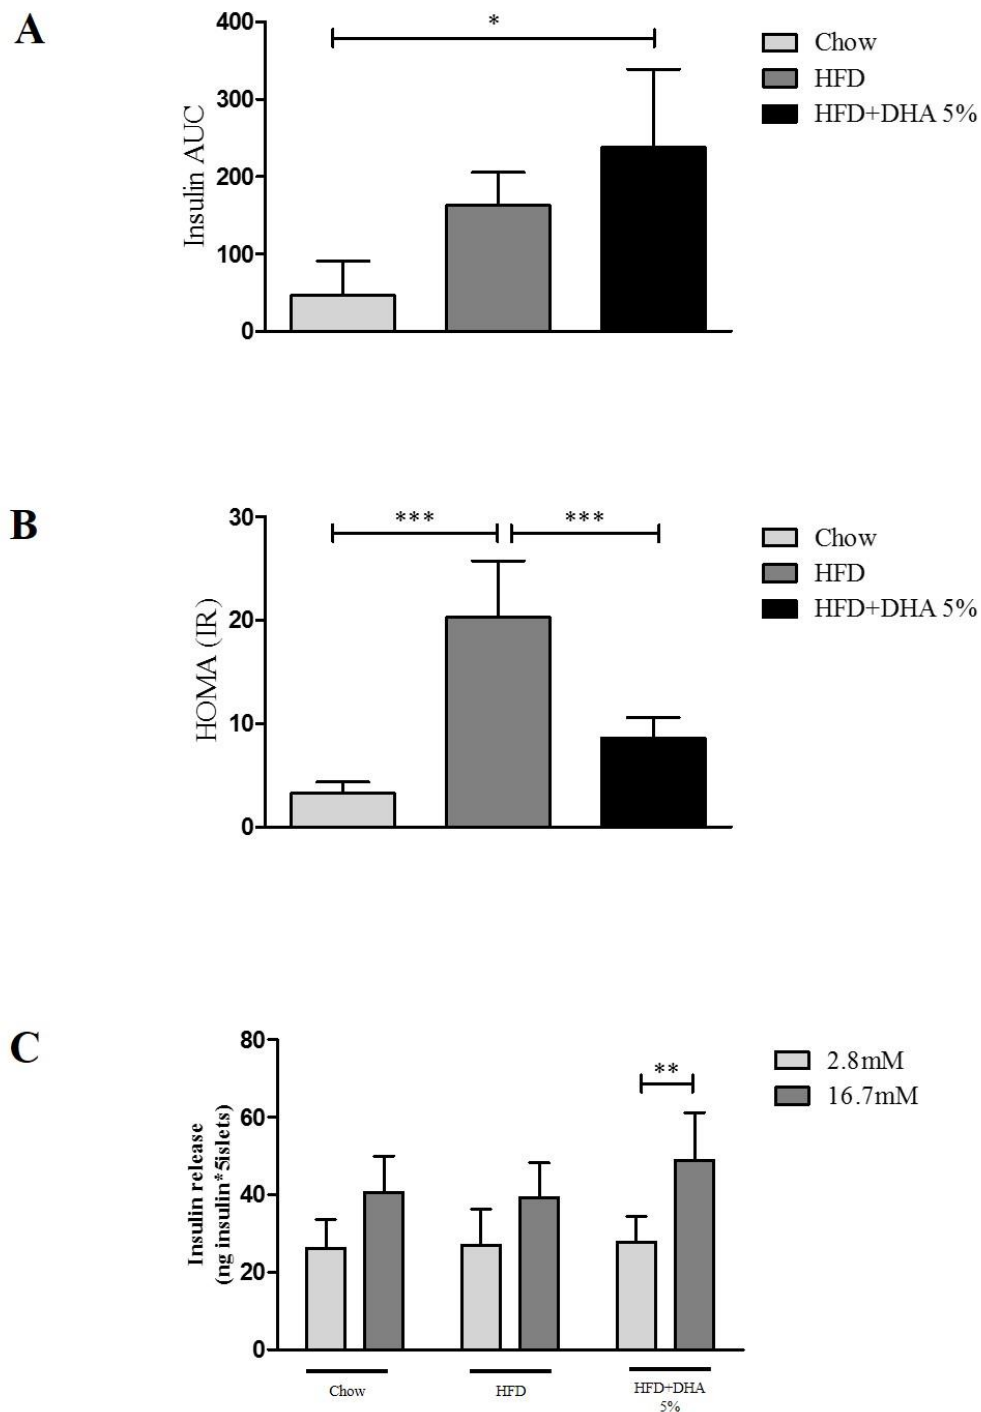 A
*
400
300
200
100
0
Insulin AUC
Chow
HFD
HFD+DHA 5%
B
*** ***
30
20
10
0
HOMA (IR)
Chow
HFD
HFD+DHA 5%
C
**
80
60
40
20
0
Insulin release
(ng insulin*5islets)
2.8mM
16.7mM
Chow
HFD
HFD+DHA
5%